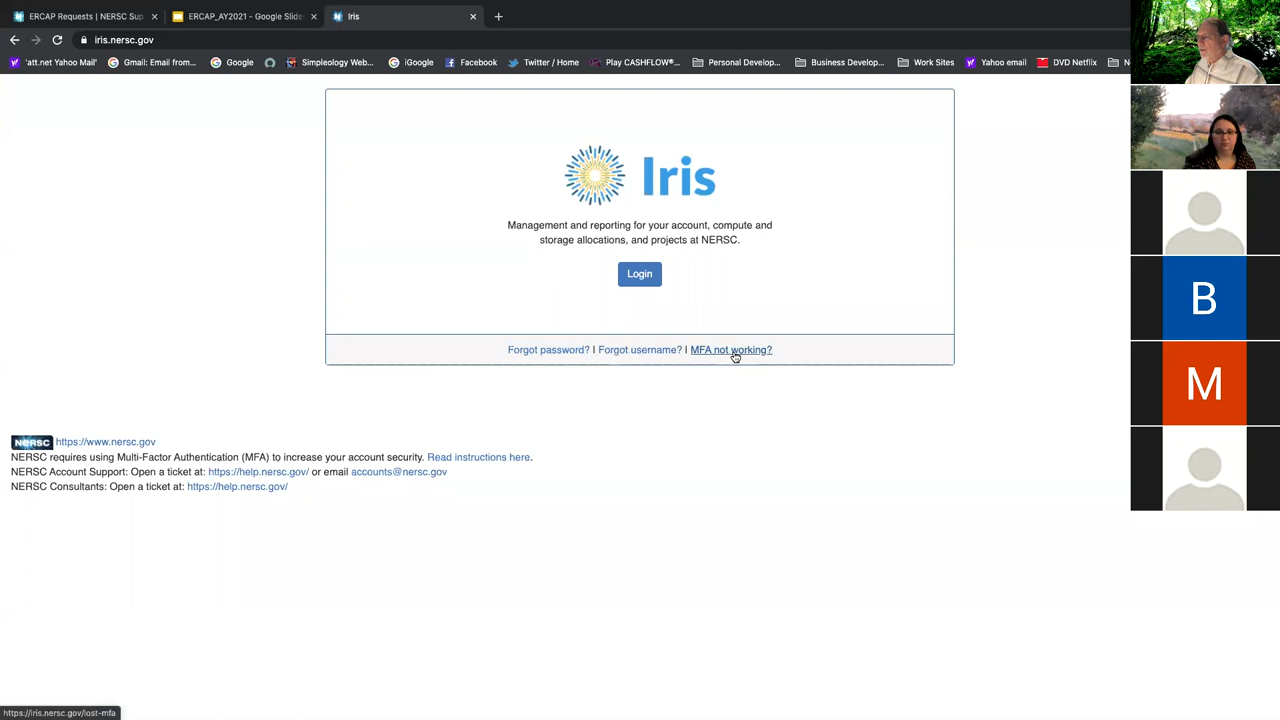 ERCAP Requests | NERSC Sup
ERCAP_AY2021 - Google Slide
Iris
iris.nersc.gov
'att.net Yahoo Mail'
Gmail: Email from...
Google
Simpleology Web...
iGoogle
Facebook
Twitter / Home
Play CASHFLOW®...
Personal Develop...
Business Develop...
Work Sites
Yahoo email
DVD Netflix
Iris
Management and reporting for your account, compute and
storage allocations, and projects at NERSC.
Login
Forgot password? | Forgot username? | MFA not working?
NERSC https://www.nersc.gov
NERSC requires using Multi-Factor Authentication (MFA) to increase your account security. Read instructions here.
NERSC Account Support: Open a ticket at: https://help.nersc.gov/ or email accounts@nersc.gov
NERSC Consultants: Open a ticket at: https://help.nersc.gov/
B
M
https://iris.nersc.gov/lost-mfa